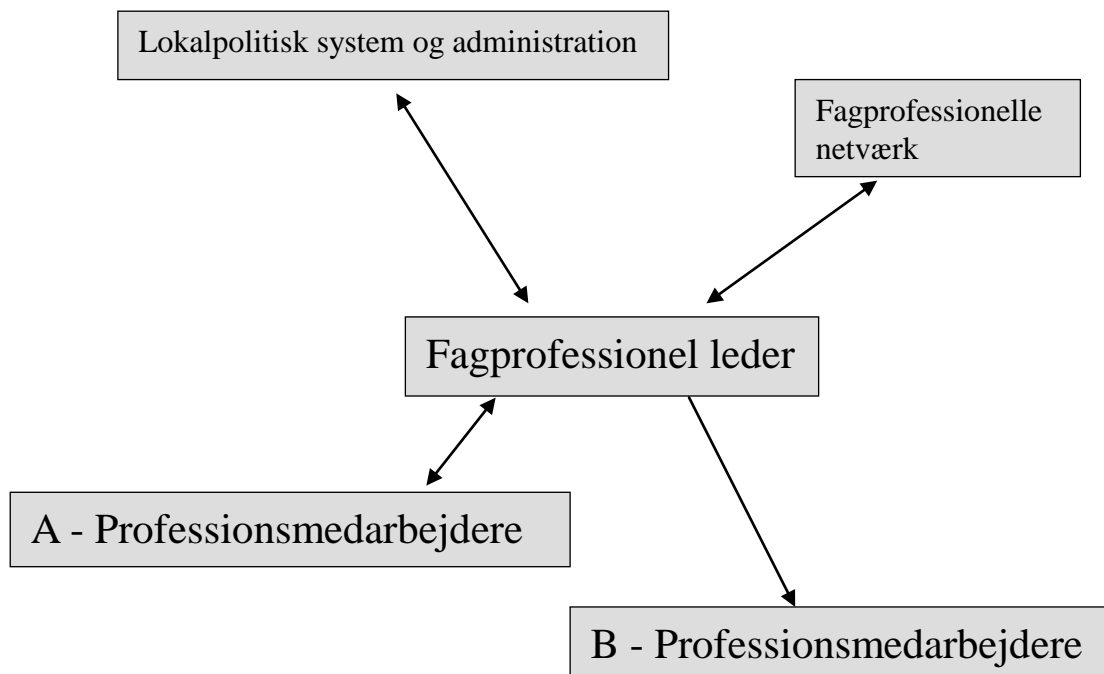 Lokalpolitisk system og administration
Fagprofessionelle
netværk
Fagprofessionel leder
A - Professionsmedarbejdere
B - Professionsmedarbejdere